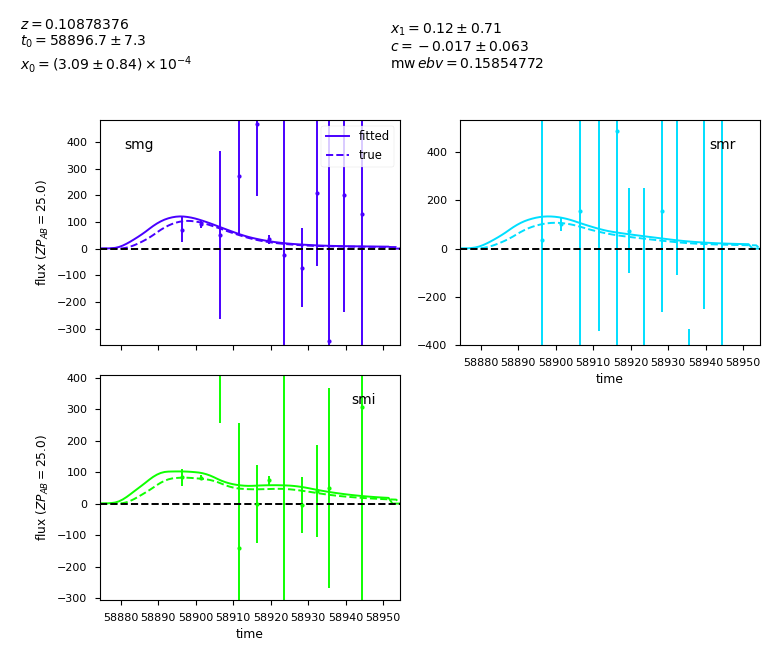 z = 0.10878376
t₀ = 58896.7 ± 7.3
x₀ = (3.09 ± 0.84) × 10⁻⁴
x₁ = 0.12 ± 0.71
c = −0.017 ± 0.063
mwebv = 0.15854772
smg
fitted
true
400
300
200
100
0
−100
−200
−300
flux (ZP_AB = 25.0)
smr
400
200
0
−200
−400
58880 58890 58900 58910 58920 58930 58940 58950
time
smi
400
300
200
100
0
−100
−200
−300
flux (ZP_AB = 25.0)
58880 58890 58900 58910 58920 58930 58940 58950
time